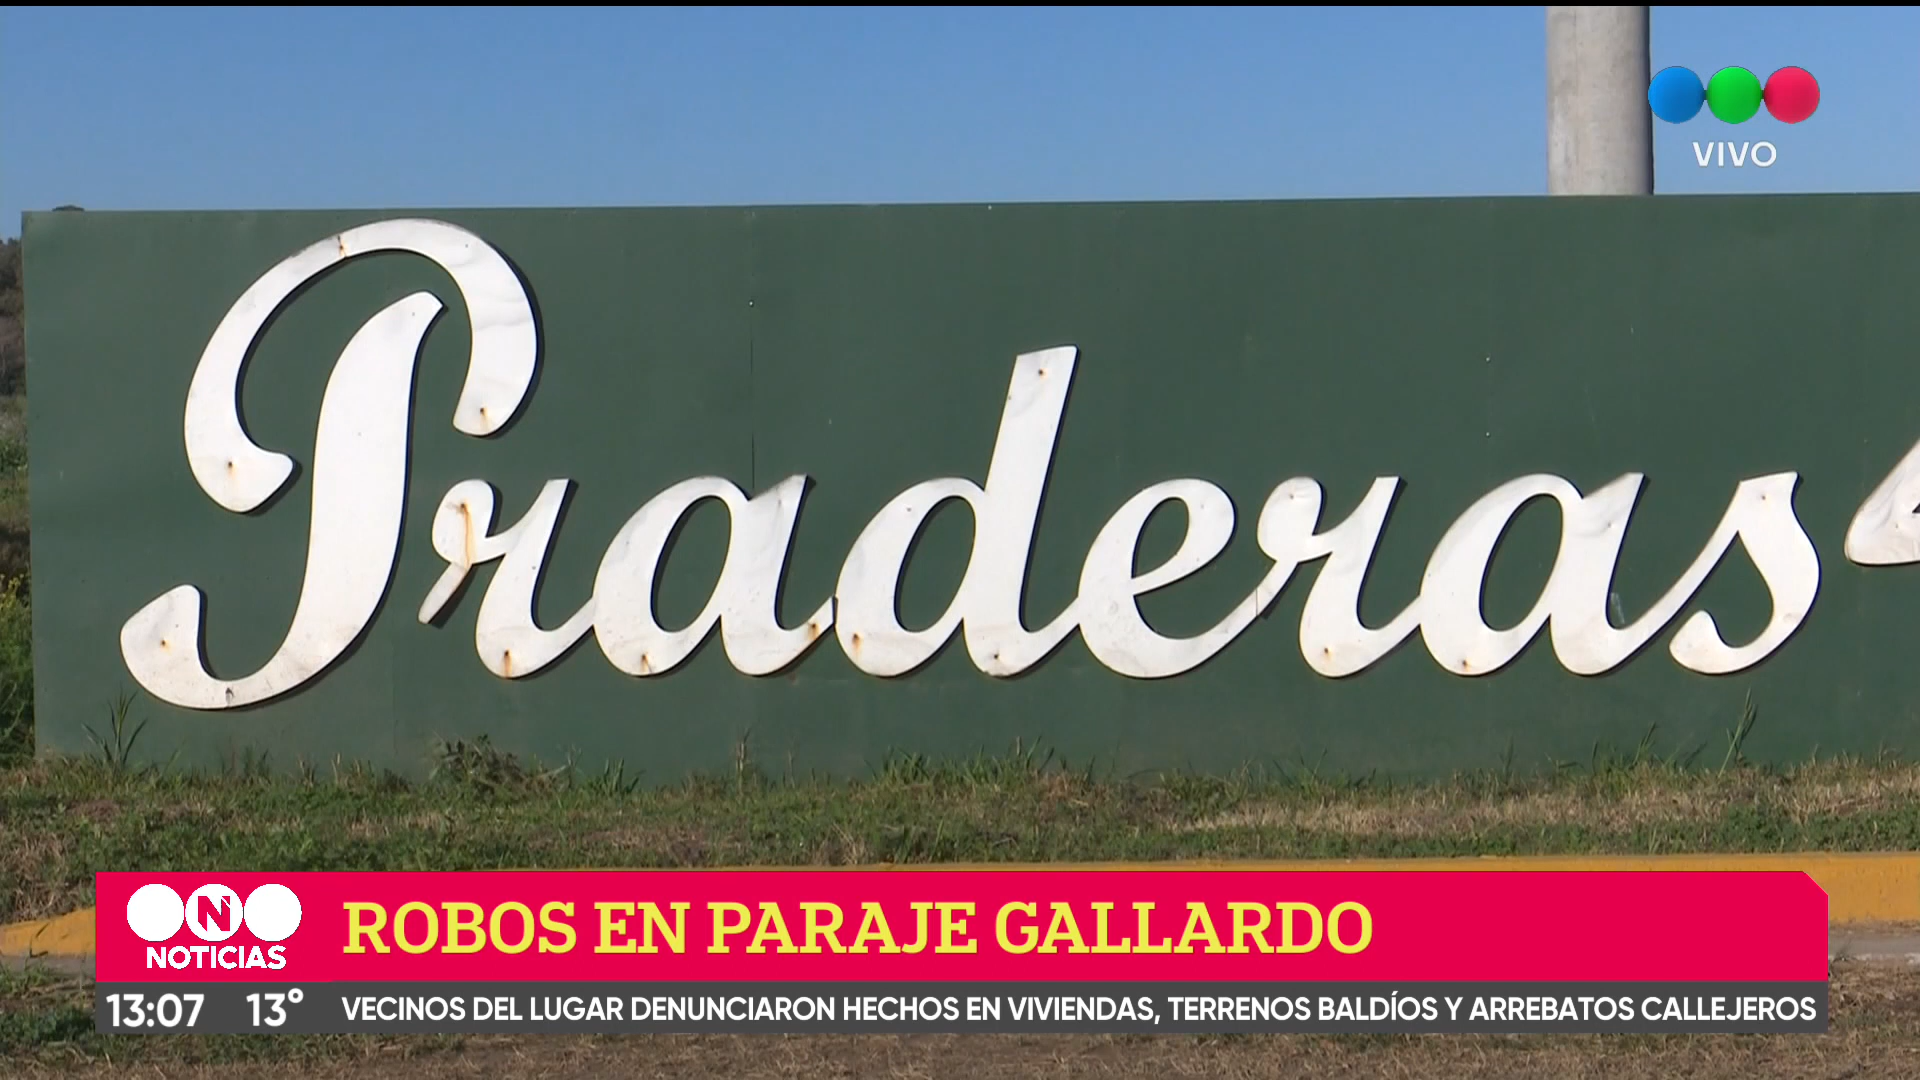 VIVO
Praderas
NOTICIAS
ROBOS EN PARAJE GALLARDO
13:07 13° VECINOS DEL LUGAR DENUNCIARON HECHOS EN VIVIENDAS, TERRENOS BALDÍOS Y ARREBATOS CALLEJEROS